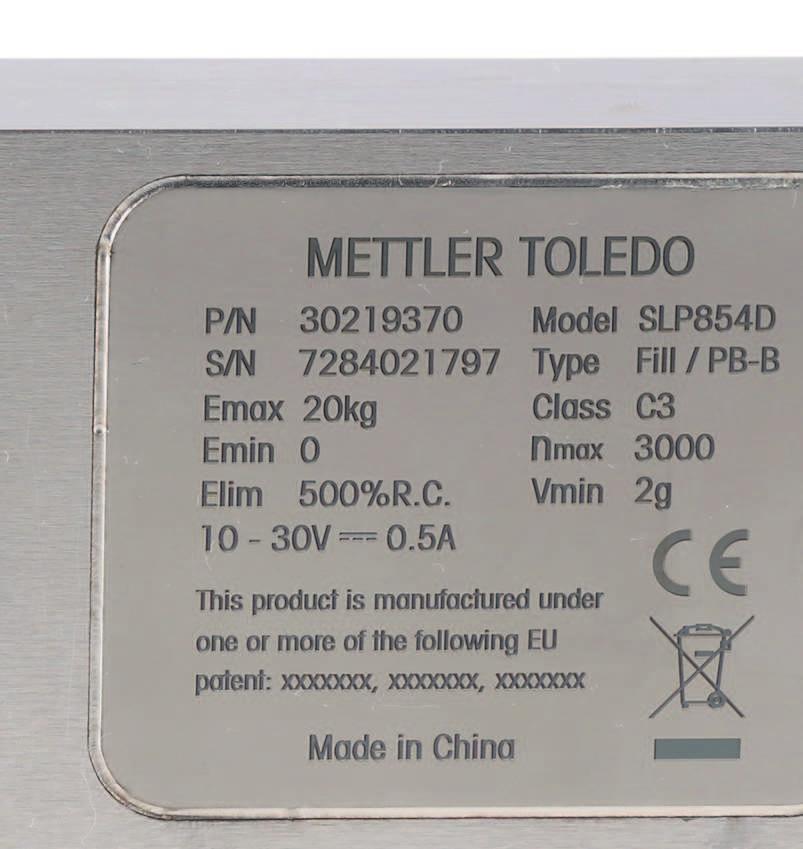 METTLER TOLEDO
P/N 30219370 Model SLP854D
S/N 7284021797 Type Fill / PB-B
Emax 20kg Class C3
Emin 0 nmax 3000
Elim 500%R.C. Vmin 2g
10 - 30V ⎓ 0.5A
CE
This product is manufactured under
one or more of the following EU
patent: xxxxxxx, xxxxxxx, xxxxxxx
Made in China